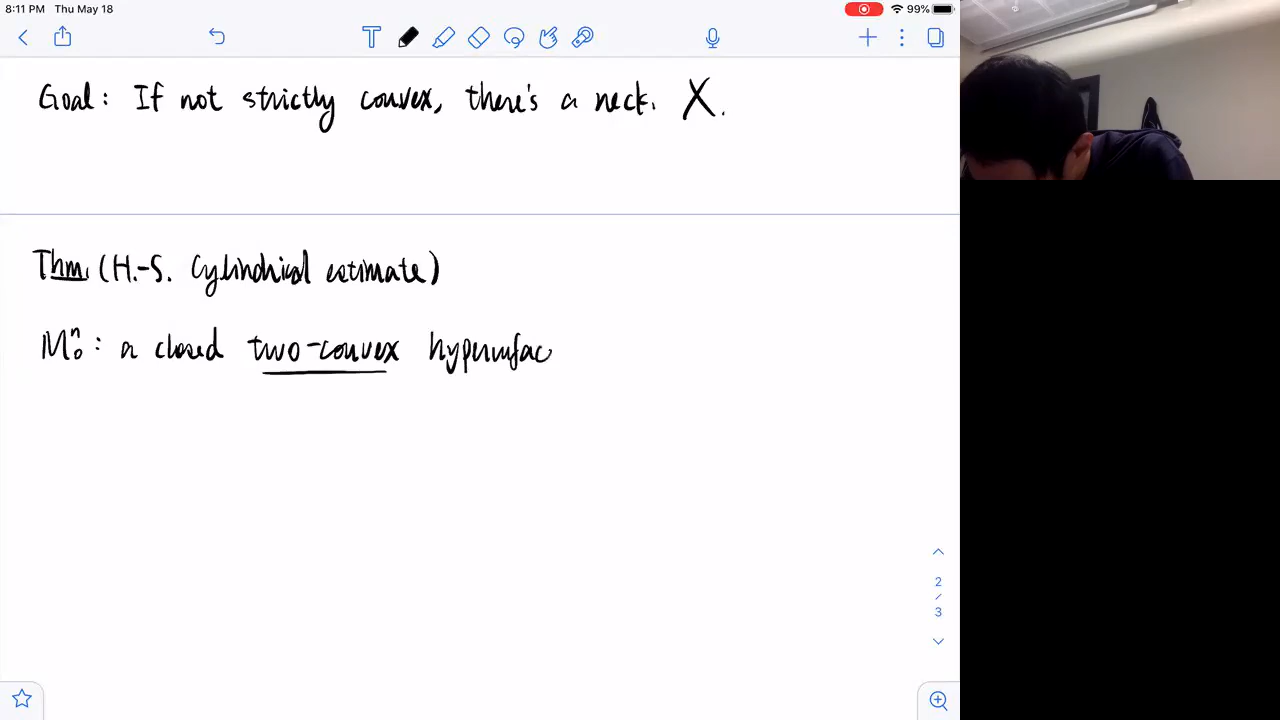 8:11 PM Thu May 18
99%
Goal: If not strictly convex, there's a neck. X.
Thm. (H.-S. Cylindrical estimate)
M₀ⁿ: a closed two-convex hypersurfac
2
/
3